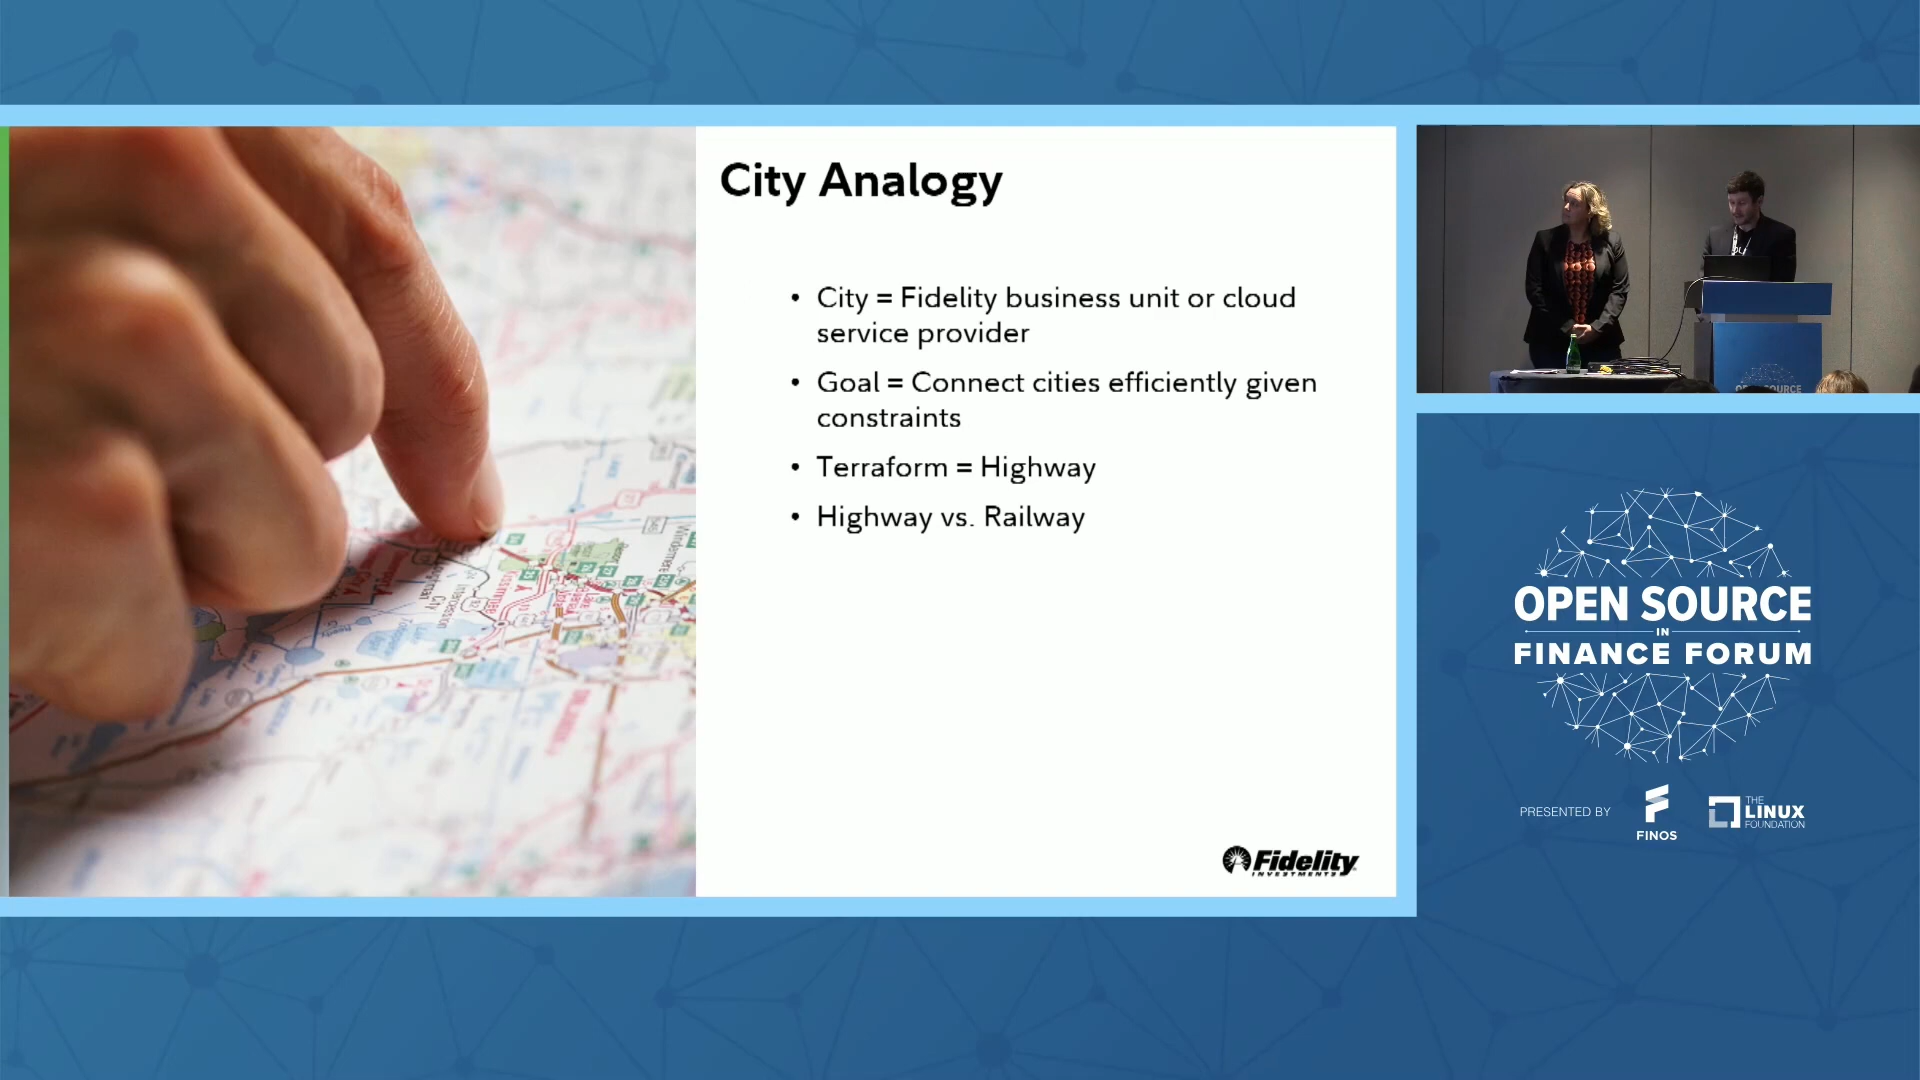 City Analogy
• City = Fidelity business unit or cloud
service provider
• Goal = Connect cities efficiently given
constraints
• Terraform = Highway
• Highway vs. Railway
Fidelity
INVESTMENTS
OPEN SOURCE
IN
FINANCE FORUM
PRESENTED BY
FINOS
THE
LINUX
FOUNDATION